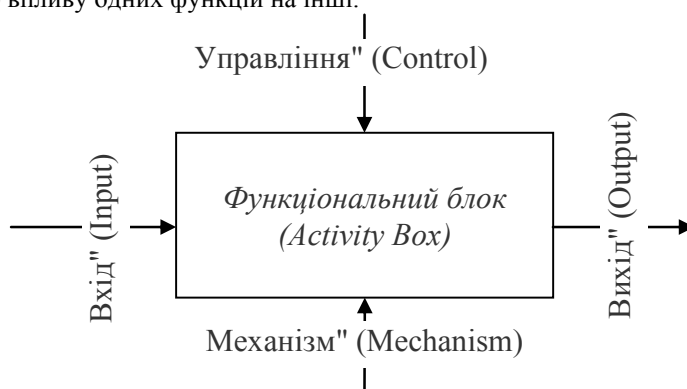 впливу одних функцій на інші.
Управління" (Control)
Вхід" (Input)
Функціональний блок
(Activity Box)
Вихід" (Output)
Механізм" (Mechanism)